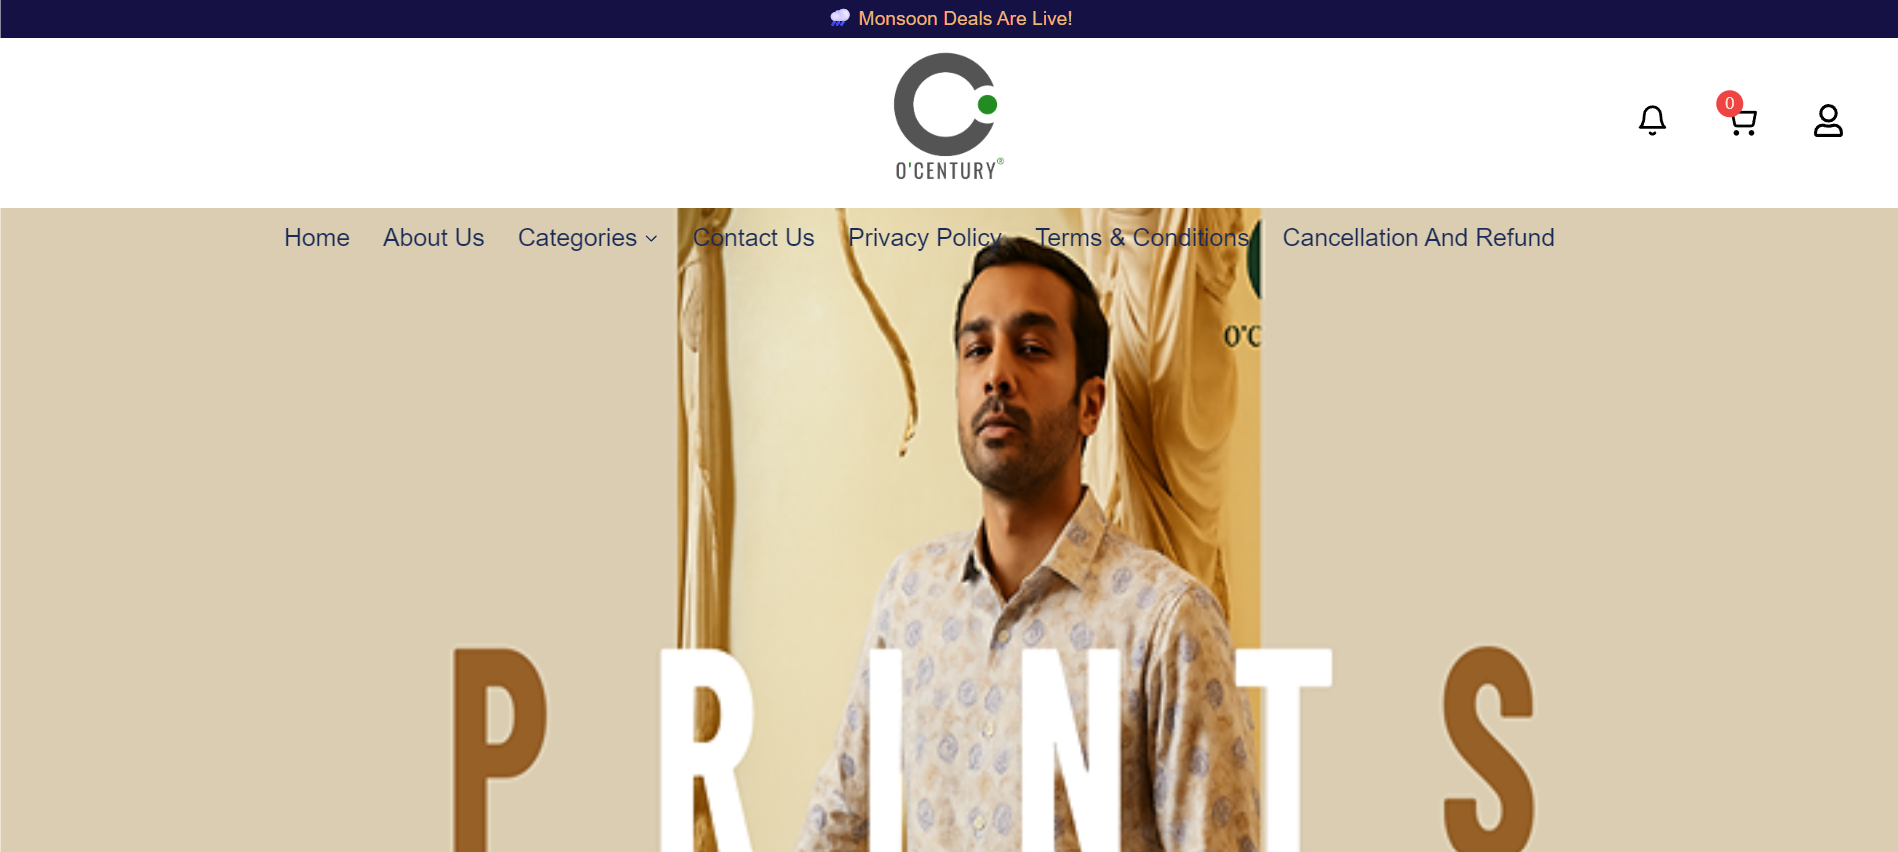 🌧️ Monsoon Deals Are Live!
O'CENTURY®
0
Home About Us Categories Contact Us Privacy Policy Terms & Conditions Cancellation And Refund
O'C
PRINTS